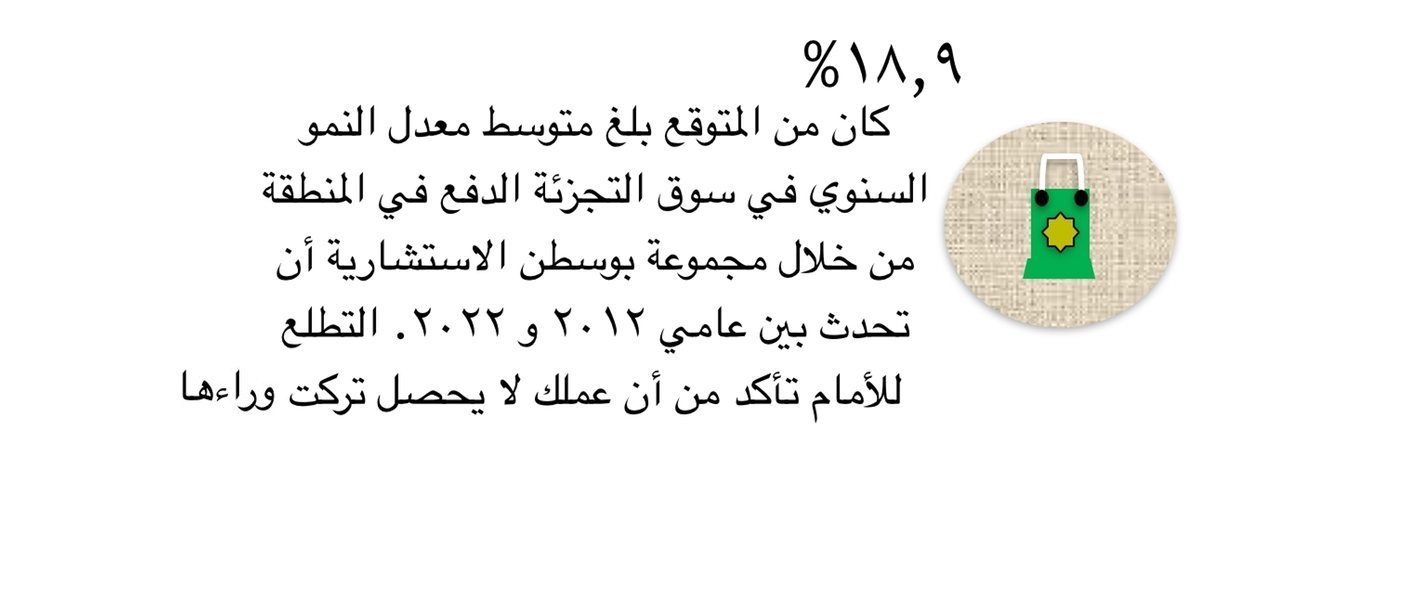 ١٨,٩%
كان من المتوقع بلغ متوسط معدل النمو
السنوي في سوق التجزئة الدفع في المنطقة
من خلال مجموعة بوسطن الاستشارية أن
تحدث بين عامي ٢٠١٢ و ٢٠٢٢. التطلع
للأمام تأكد من أن عملك لا يحصل تركت وراءها